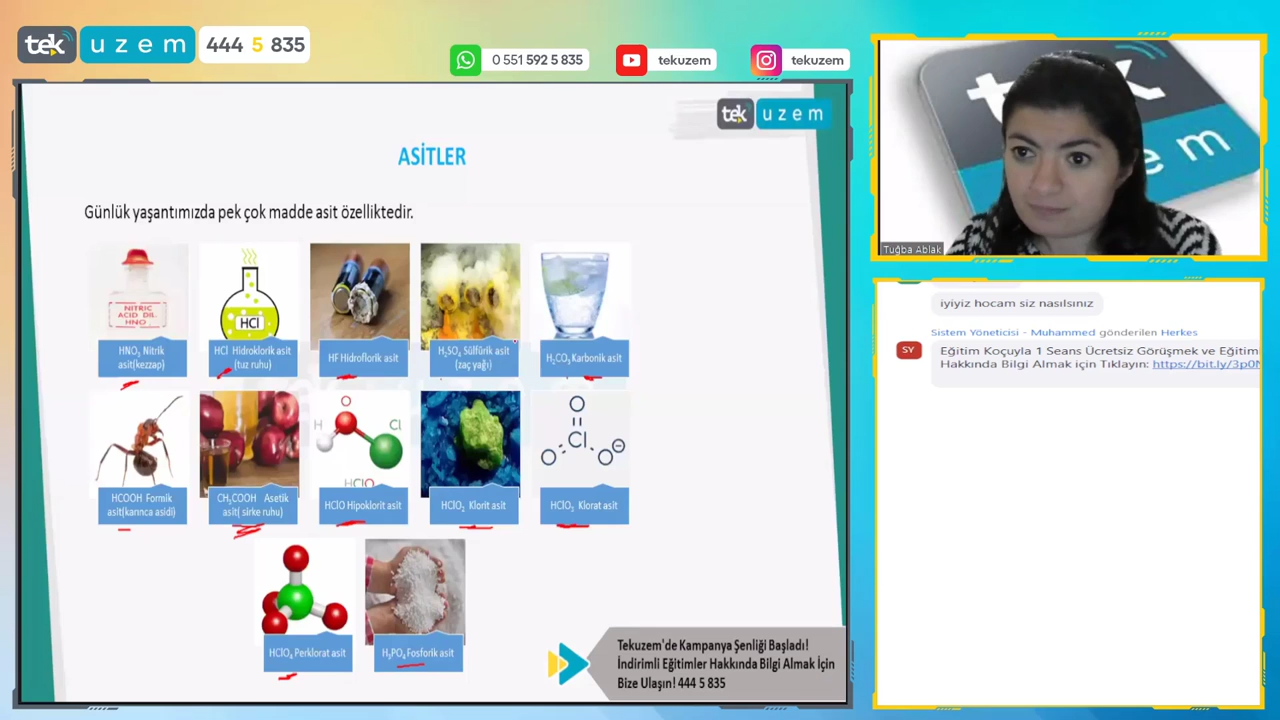 tek
uzem
444 5 835
0 551 592 5 835
tekuzem
tekuzem
tek uzem
ASİTLER
Günlük yaşantımızda pek çok madde asit özelliktedir.
NITRIC
ACID DIL.
HNO
HCl
HNO₃ Nitrik
asit(kezzap)
HCl Hidroklorik asit
(tuz ruhu)
HF Hidroflorik asit
H₂SO₄ Sülfürik asit
(zaç yağı)
H₂CO₃ Karbonik asit
H O Cl
HClO
O
Cl
O O ⊖
HCOOH Formik
asit(karınca asidi)
CH₃COOH Asetik
asit( sirke ruhu)
HClO Hipoklorit asit
HClO₂ Klorit asit
HClO₃ Klorat asit
HClO₄ Perklorat asit
H₃PO₄ Fosforik asit
Tekuzem'de Kampanya Şenliği Başladı!
İndirimli Eğitimler Hakkında Bilgi Almak İçin
Bize Ulaşın! 444 5 835
tek
em
Tuğba Ablak
iyiyiz hocam siz nasılsınız
Sistem Yöneticisi - Muhammed gönderilen Herkes
SY
Eğitim Koçuyla 1 Seans Ücretsiz Görüşmek ve Eğitim
Hakkında Bilgi Almak için Tıklayın: https://bit.ly/3p0